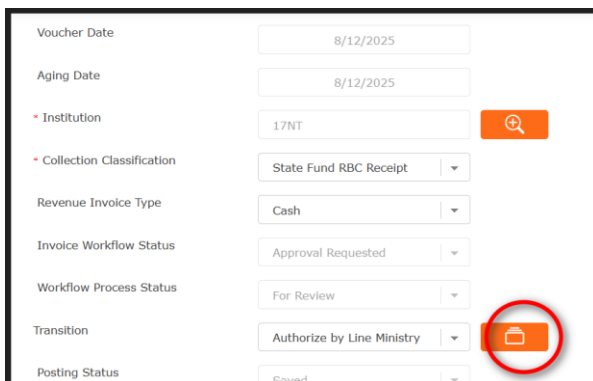 Voucher Date
8/12/2025
Aging Date
8/12/2025
* Institution
17NT
* Collection Classification
State Fund RBC Receipt
Revenue Invoice Type
Cash
Invoice Workflow Status
Approval Requested
Workflow Process Status
For Review
Transition
Authorize by Line Ministry
Posting Status
Saved